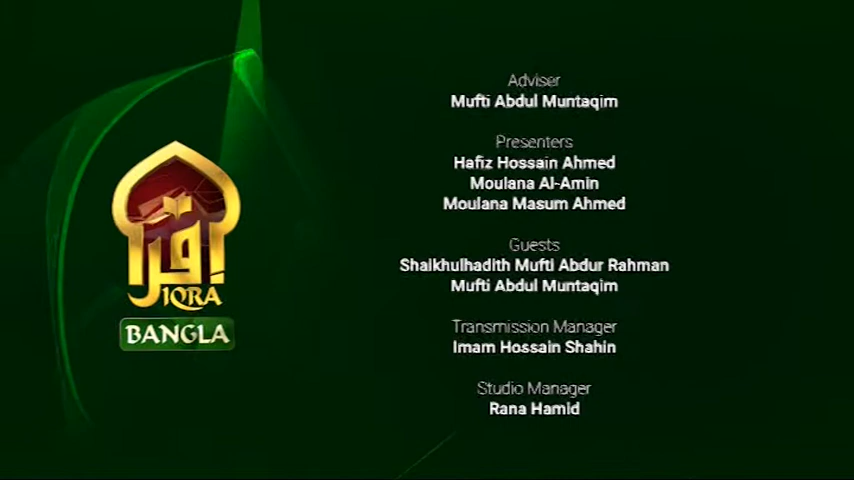 اقرأ
IQRA
BANGLA
Adviser
Mufti Abdul Muntaqim
Presenters
Hafiz Hossain Ahmed
Moulana Al-Amin
Moulana Masum Ahmed
Guests
Shaikhulhadith Mufti Abdur Rahman
Mufti Abdul Muntaqim
Transmission Manager
Imam Hossain Shahin
Studio Manager
Rana Hamid